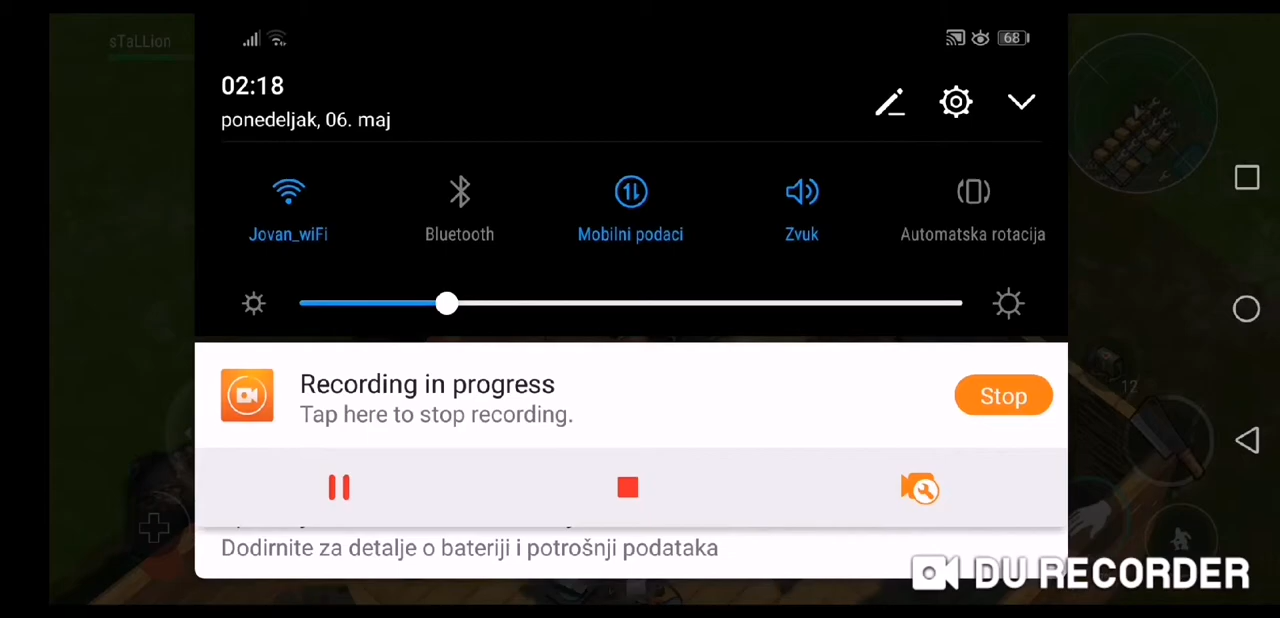 sTaLLion
68
02:18
ponedeljak, 06. maj
Jovan_wiFi
Bluetooth
Mobilni podaci
Zvuk
Automatska rotacija
Recording in progress
Tap here to stop recording.
Stop
12
Dodirnite za detalje o bateriji i potrošnji podataka
DU RECORDER